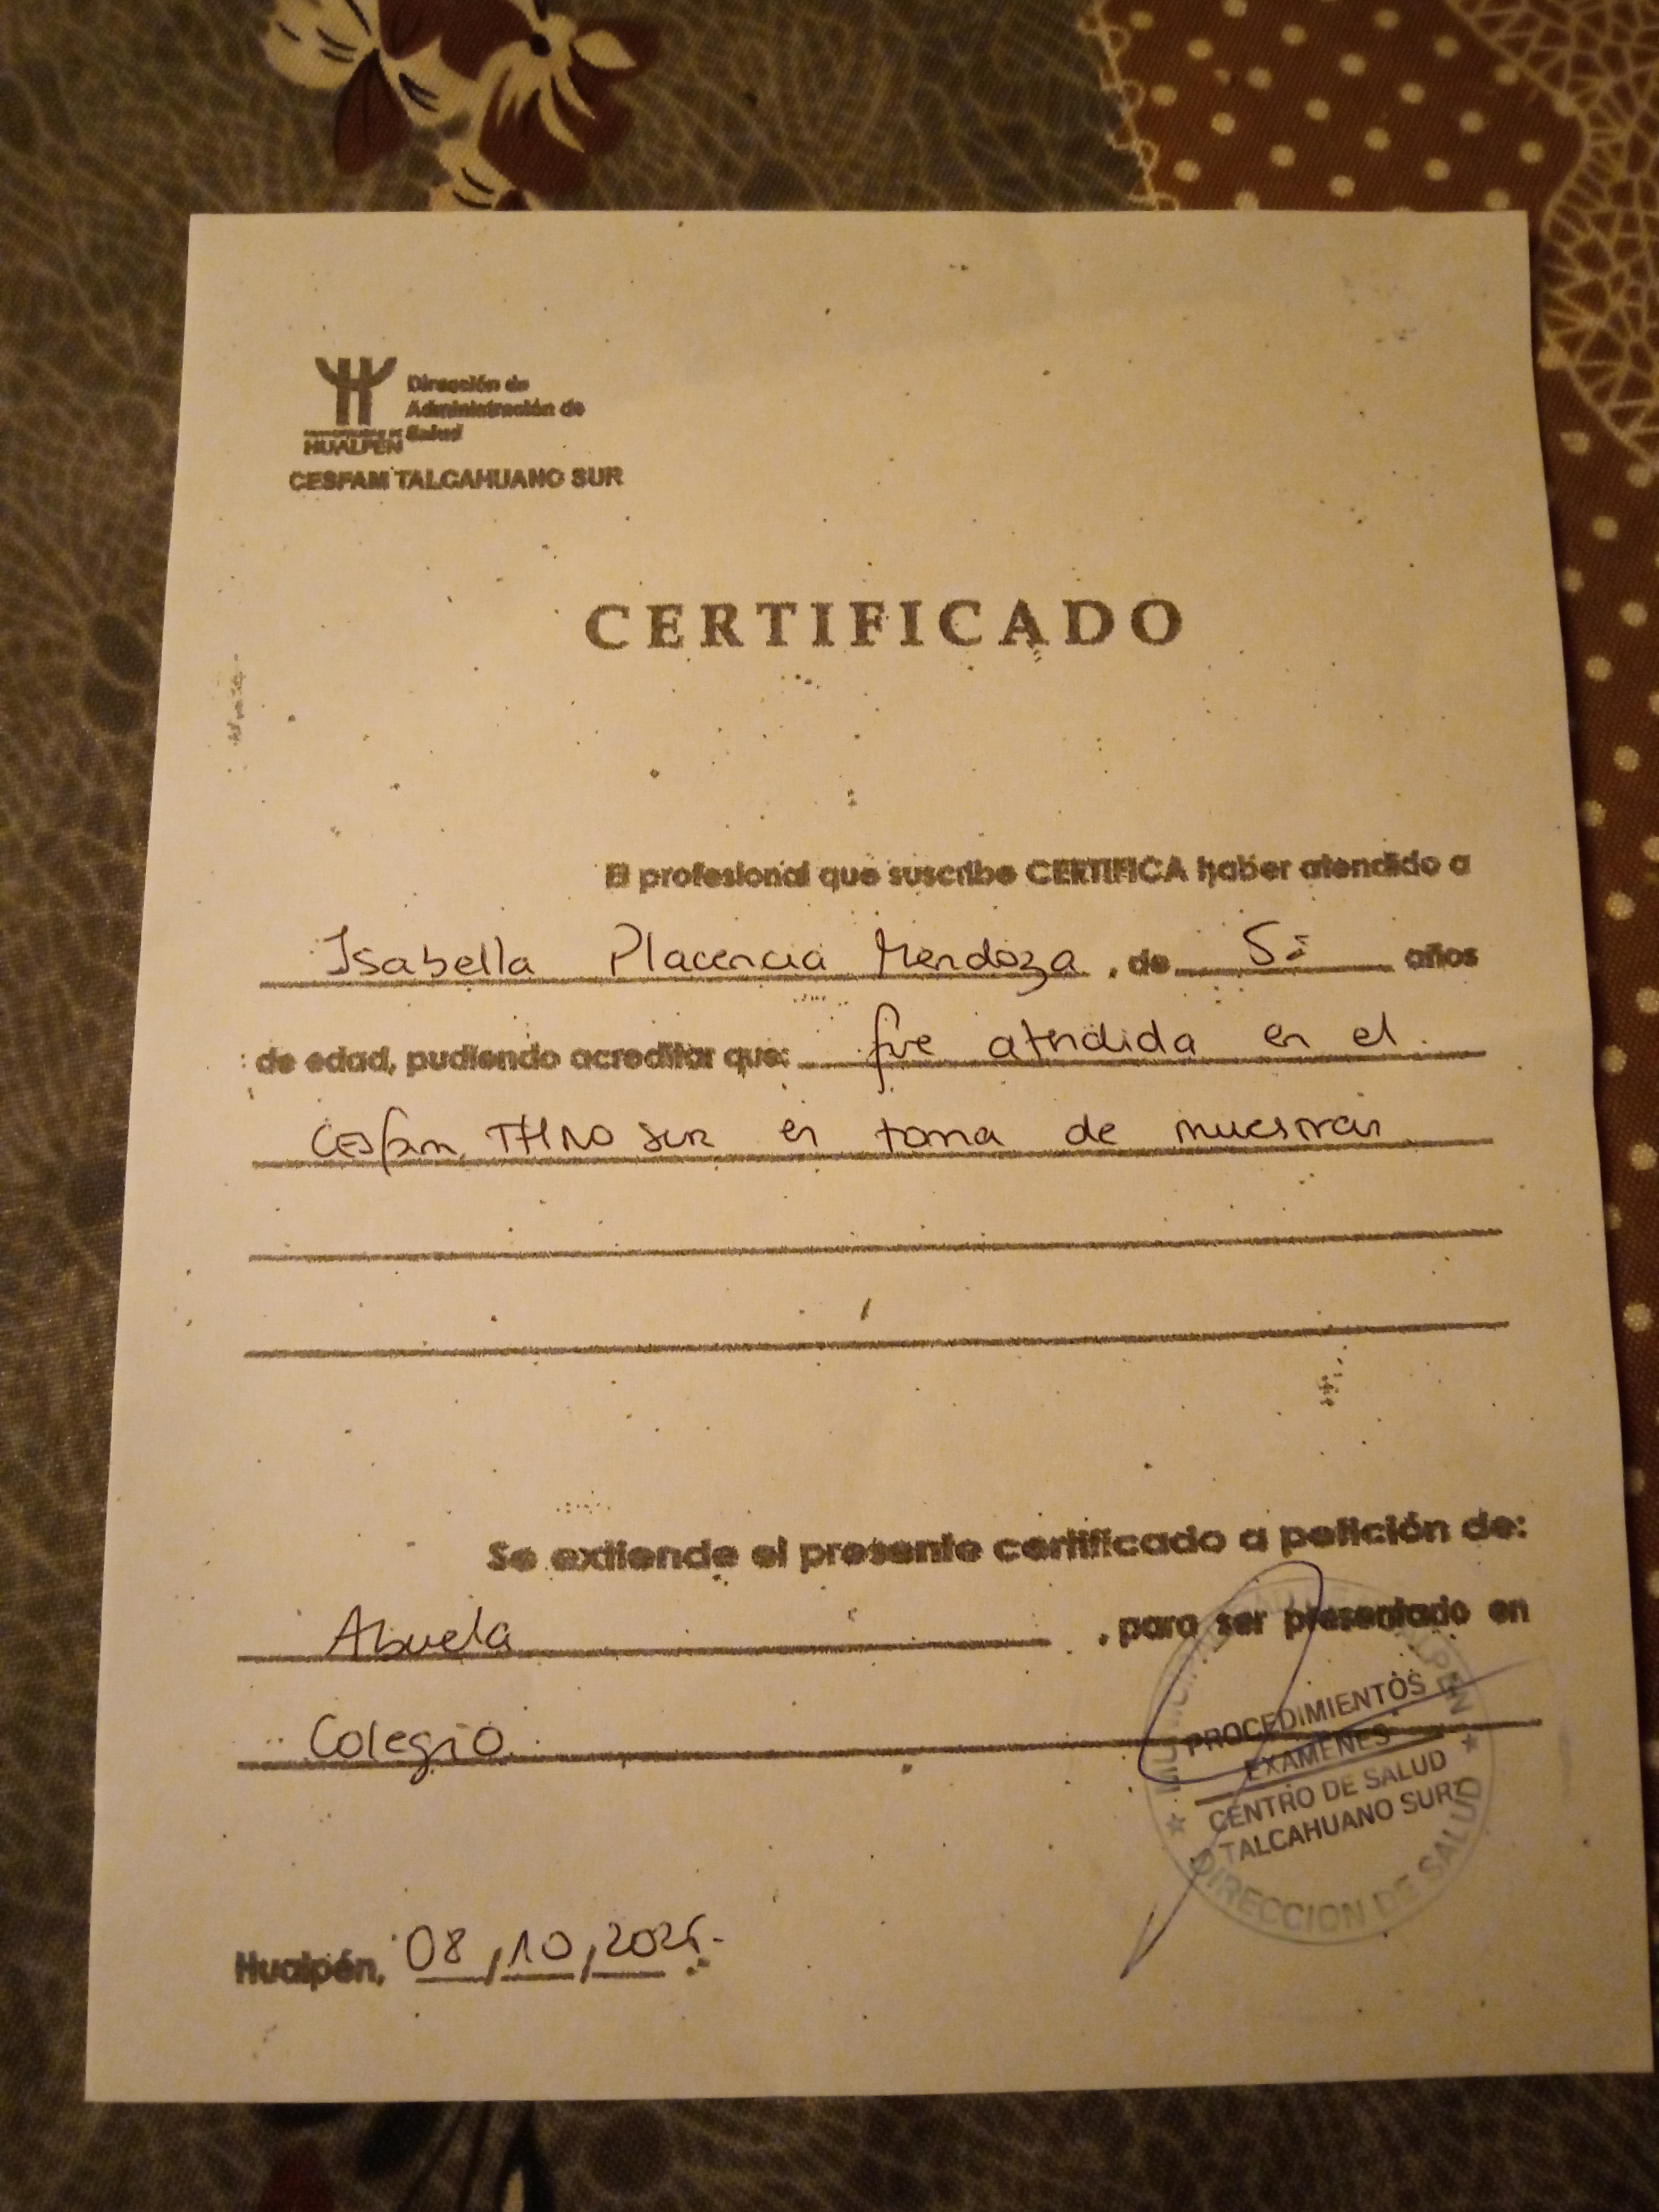 Dirección de
Administración de
Salud
HUALPÉN
CESFAM TALCAHUANO SUR
CERTIFICADO
El profesional que suscribe CERTIFICA haber atendido a
Isabella Placencia Mendoza, de 5 años
de edad, pudiendo acreditar que: fue atendida en el
Cesfam THNO Sur en toma de muestras
Se extiende el presente certificado a petición de:
Abuela, para ser presentado en
Colegio
PROCEDIMIENTOS
EXAMENES
CENTRO DE SALUD
TALCAHUANO SUR
DIRECCION DE SALUD
Hualpén, 08/10/2025.